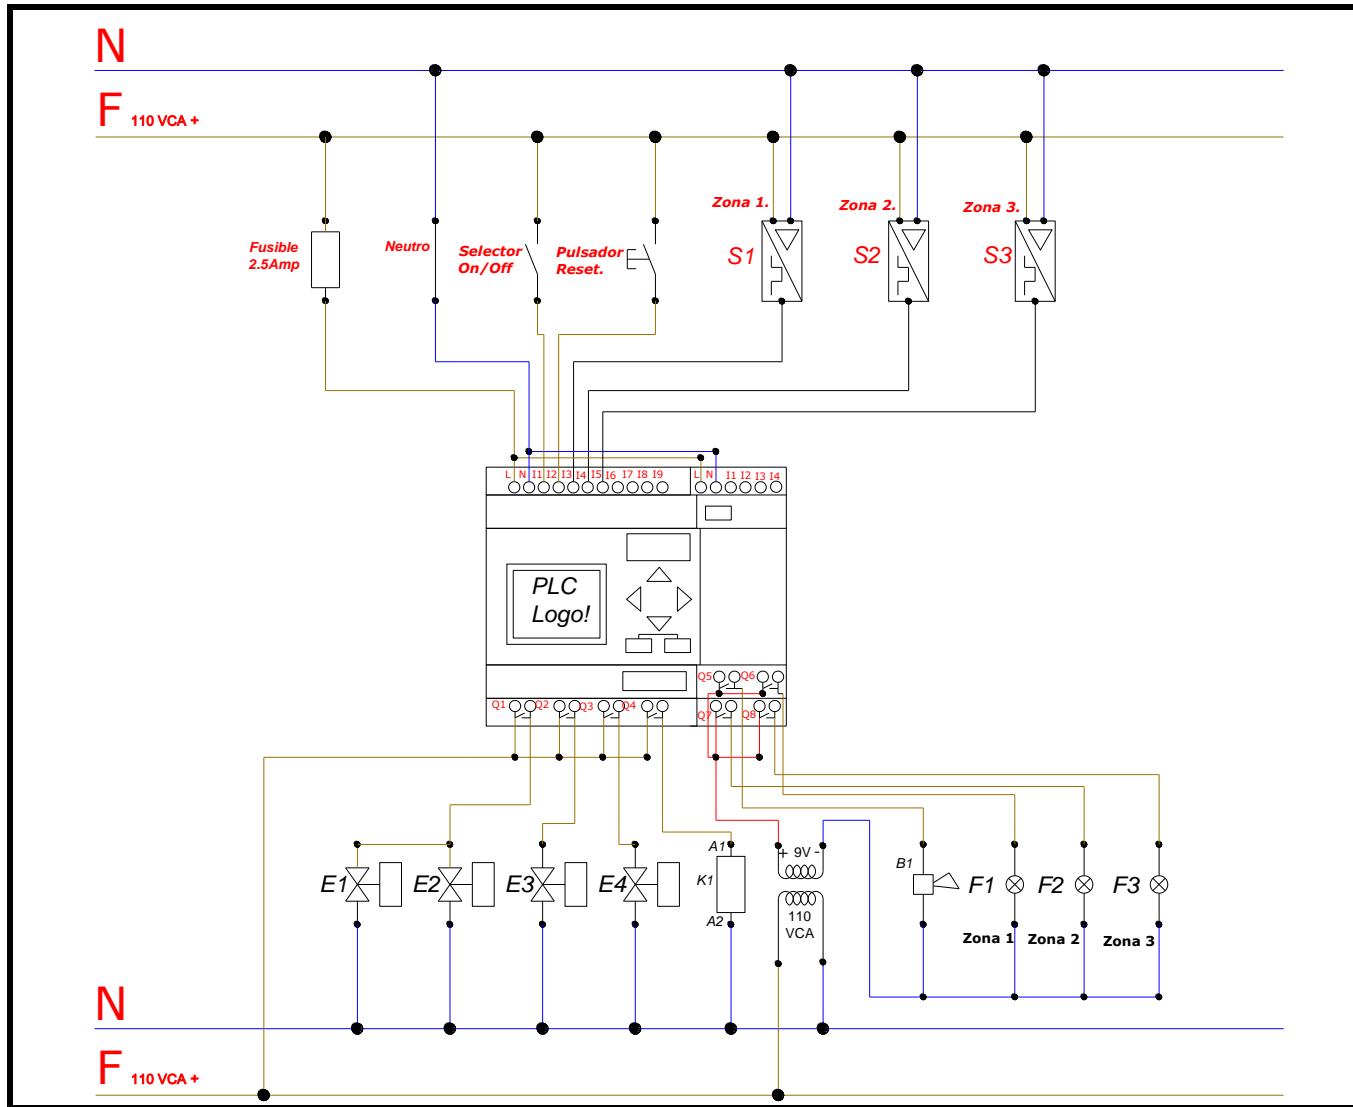 N
F 110 VCA +
Zona 1.
Zona 2.
Zona 3.
Fusible
2.5Amp
Neutro
Selector
On/Off
Pulsador
Reset.
S1
S2
S3
L N I1 I2 I3 I4 I5 I6 I7 I8 I9
L N I1 I2 I3 I4
PLC
Logo!
Q5 Q6
Q1 Q2 Q3 Q4
Q7 Q8
E1
E2
E3
E4
A1
K1
A2
+ 9V -
110
VCA
B1
F1
F2
F3
Zona 1
Zona 2
Zona 3
N
F 110 VCA +